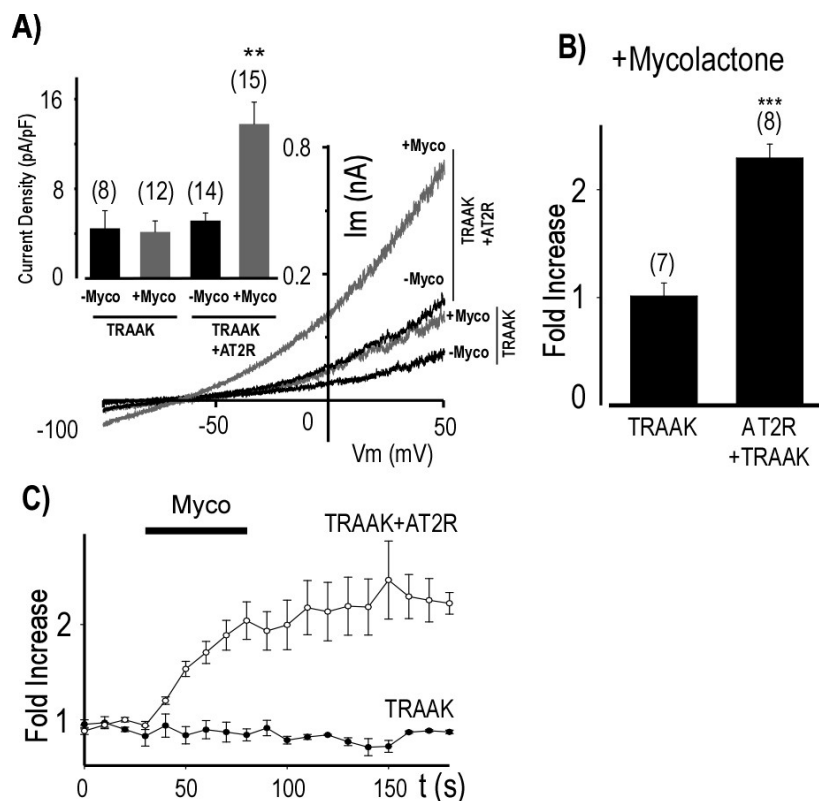 A)
**
(15)
16
12
8
4
0
Current Density (pA/pF)
(8)
(12)
(14)
-Myco
+Myco
-Myco
+Myco
TRAAK
TRAAK
+AT2R
0.8
0.2
Im (nA)
+Myco
-Myco
TRAAK
+AT2R
+Myco
-Myco
TRAAK
-100
-50
0
50
Vm (mV)
B)
+Mycolactone
***
(8)
(7)
2
1
0
Fold Increase
TRAAK
AT2R
+TRAAK
C)
Myco
TRAAK+AT2R
TRAAK
2
1
Fold Increase
0
50
100
150
t (s)